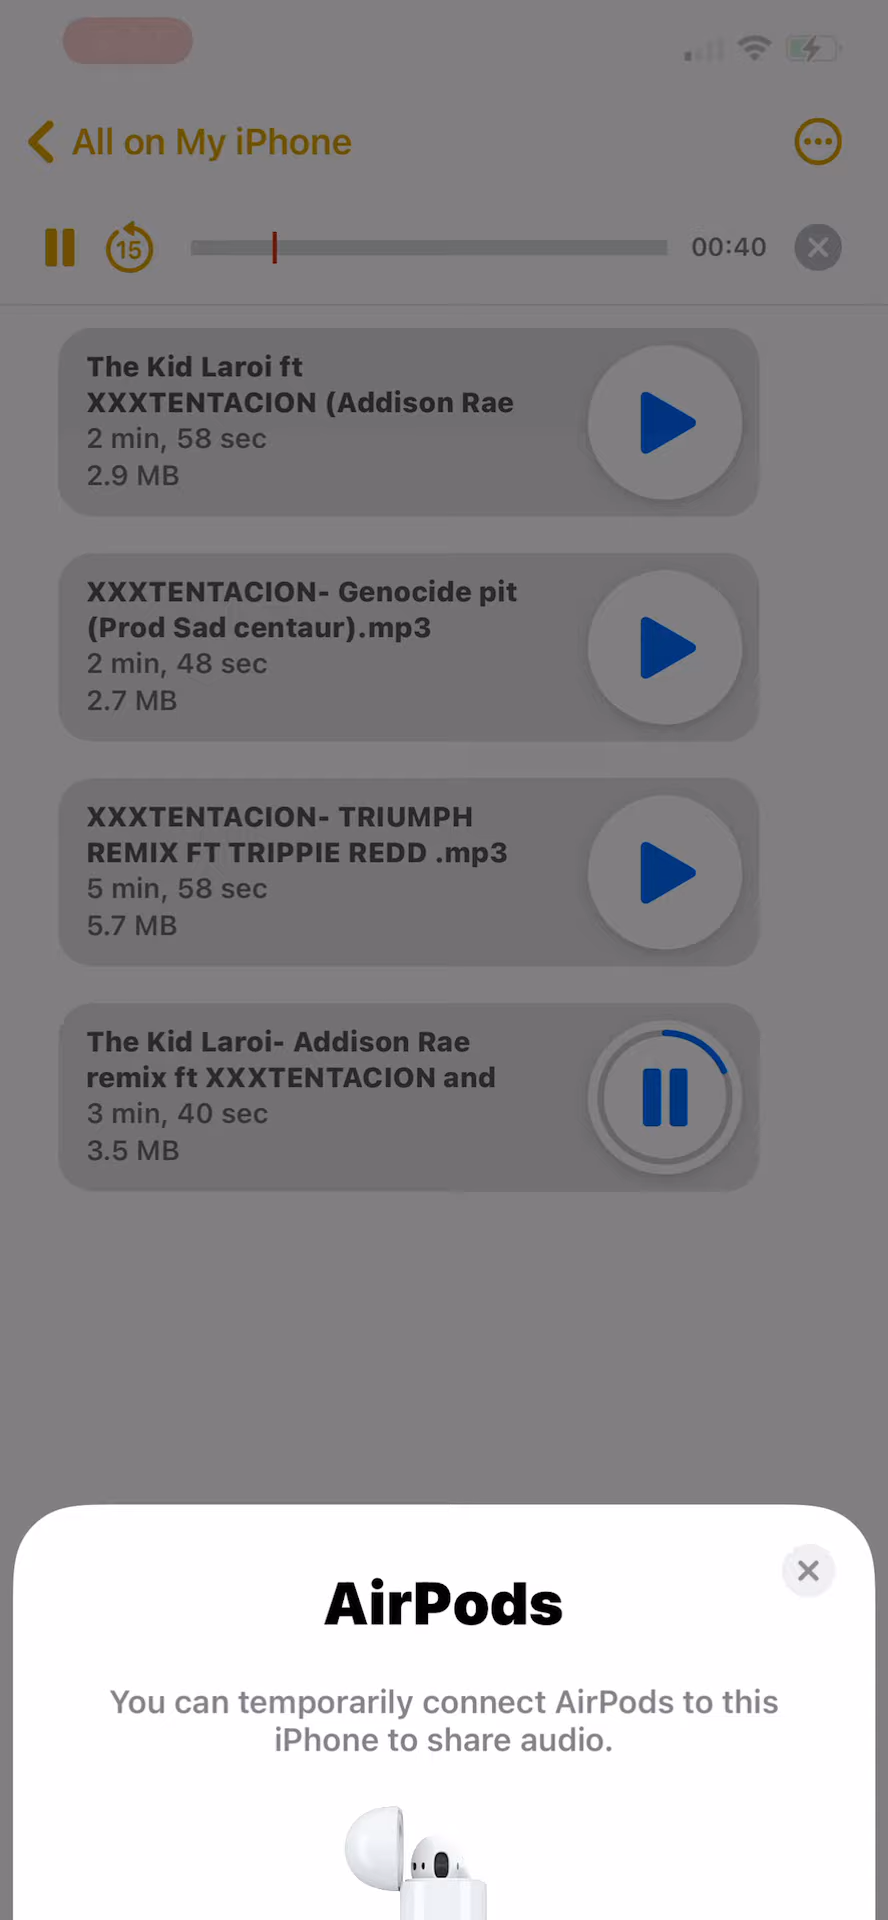 All on My iPhone
15
00:40
The Kid Laroi ft
XXXTENTACION (Addison Rae
2 min, 58 sec
2.9 MB
XXXTENTACION- Genocide pit
(Prod Sad centaur).mp3
2 min, 48 sec
2.7 MB
XXXTENTACION- TRIUMPH
REMIX FT TRIPPIE REDD .mp3
5 min, 58 sec
5.7 MB
The Kid Laroi- Addison Rae
remix ft XXXTENTACION and
3 min, 40 sec
3.5 MB
AirPods
You can temporarily connect AirPods to this
iPhone to share audio.